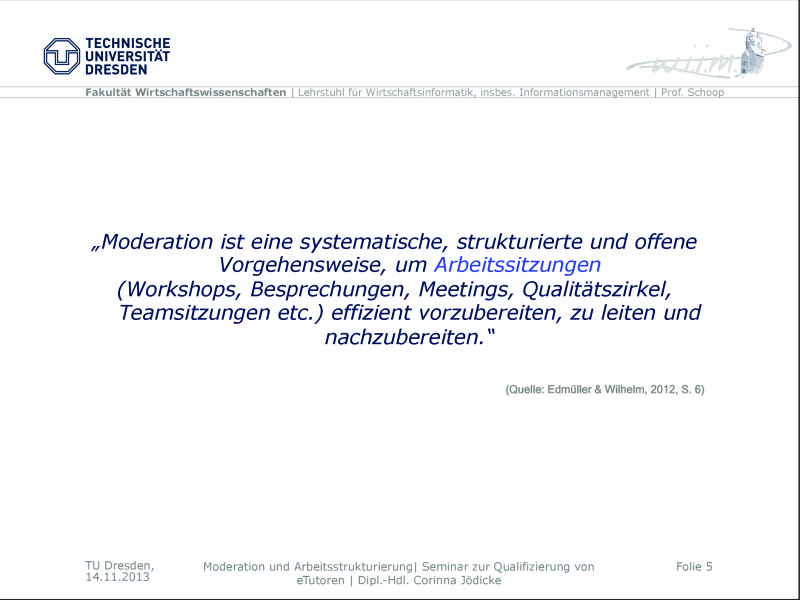 TECHNISCHE
UNIVERSITÄT
DRESDEN
wiim
Fakultät Wirtschaftswissenschaften | Lehrstuhl für Wirtschaftsinformatik, insbes. Informationsmanagement | Prof. Schoop
„Moderation ist eine systematische, strukturierte und offene
Vorgehensweise, um Arbeitssitzungen
(Workshops, Besprechungen, Meetings, Qualitätszirkel,
Teamsitzungen etc.) effizient vorzubereiten, zu leiten und
nachzubereiten.“
(Quelle: Edmüller & Wilhelm, 2012, S. 6)
TU Dresden,
14.11.2013
Moderation und Arbeitsstrukturierung| Seminar zur Qualifizierung von
eTutoren | Dipl.-Hdl. Corinna Jödicke
Folie 5